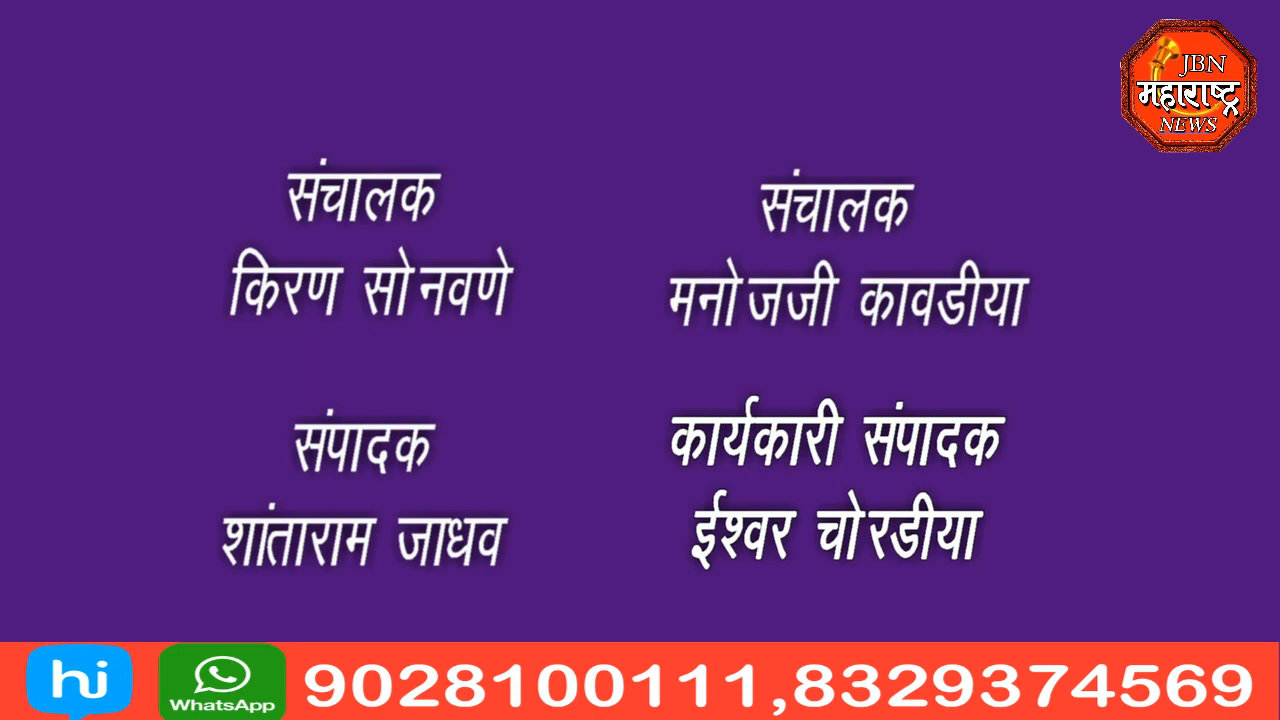 JBN
महाराष्ट्र
NEWS
संचालक
किरण सोनवणे
संचालक
मनोजजी कावडीया
संपादक
शांताराम जाधव
कार्यकारी संपादक
ईश्वर चोरडीया
hi
WhatsApp
9028100111,8329374569